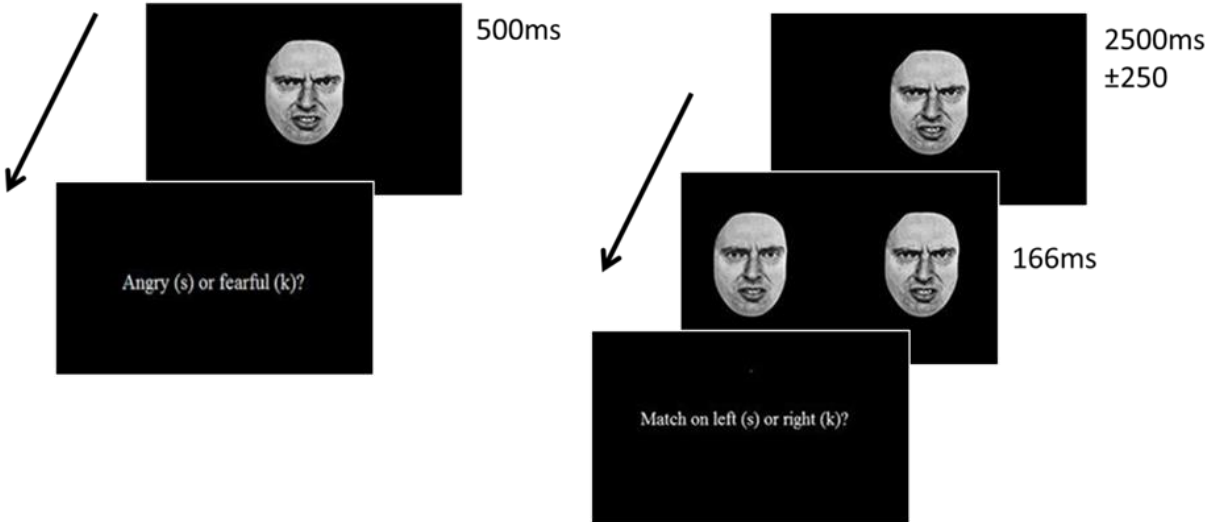 500ms
Angry (s) or fearful (k)?
2500ms
±250
166ms
Match on left (s) or right (k)?